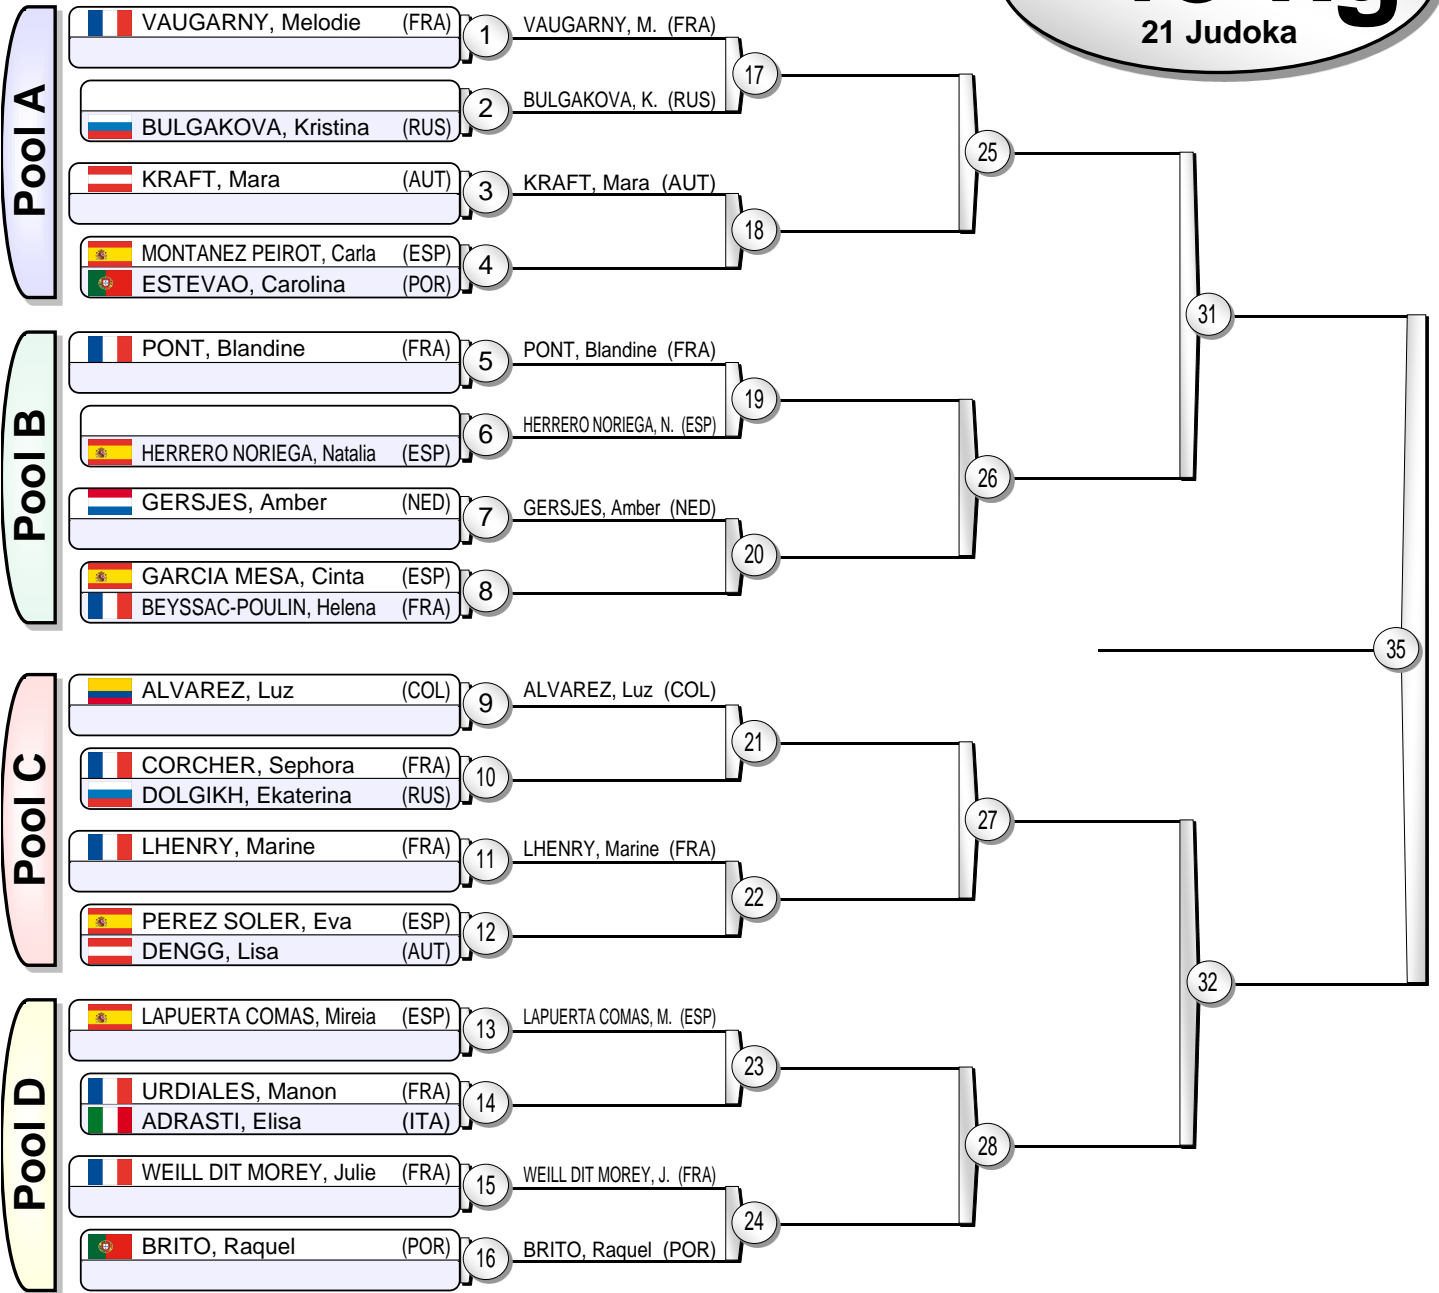 21 Judoka
Pool A
VAUGARNY, Melodie (FRA)
1
VAUGARNY, M. (FRA)
17
2
BULGAKOVA, K. (RUS)
BULGAKOVA, Kristina (RUS)
25
KRAFT, Mara (AUT)
3
KRAFT, Mara (AUT)
18
MONTANEZ PEIROT, Carla (ESP)
4
ESTEVAO, Carolina (POR)
31
Pool B
PONT, Blandine (FRA)
5
PONT, Blandine (FRA)
19
6
HERRERO NORIEGA, N. (ESP)
HERRERO NORIEGA, Natalia (ESP)
26
GERSJES, Amber (NED)
7
GERSJES, Amber (NED)
20
GARCIA MESA, Cinta (ESP)
8
BEYSSAC-POULIN, Helena (FRA)
35
Pool C
ALVAREZ, Luz (COL)
9
ALVAREZ, Luz (COL)
21
CORCHER, Sephora (FRA)
10
DOLGIKH, Ekaterina (RUS)
27
LHENRY, Marine (FRA)
11
LHENRY, Marine (FRA)
22
PEREZ SOLER, Eva (ESP)
12
DENGG, Lisa (AUT)
32
Pool D
LAPUERTA COMAS, Mireia (ESP)
13
LAPUERTA COMAS, M. (ESP)
23
URDIALES, Manon (FRA)
14
ADRASTI, Elisa (ITA)
28
WEILL DIT MOREY, Julie (FRA)
15
WEILL DIT MOREY, J. (FRA)
24
BRITO, Raquel (POR)
16
BRITO, Raquel (POR)